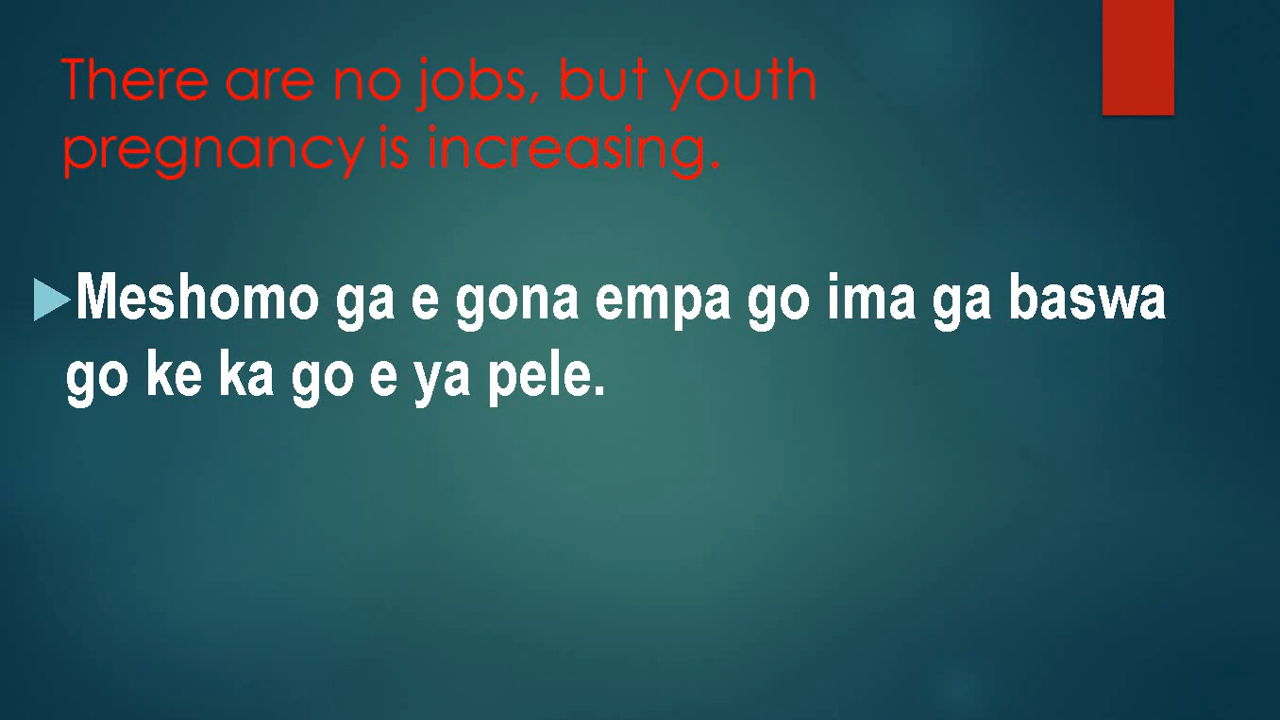 There are no jobs, but youth
pregnancy is increasing.
Meshomo ga e gona empa go ima ga baswa
go ke ka go e ya pele.